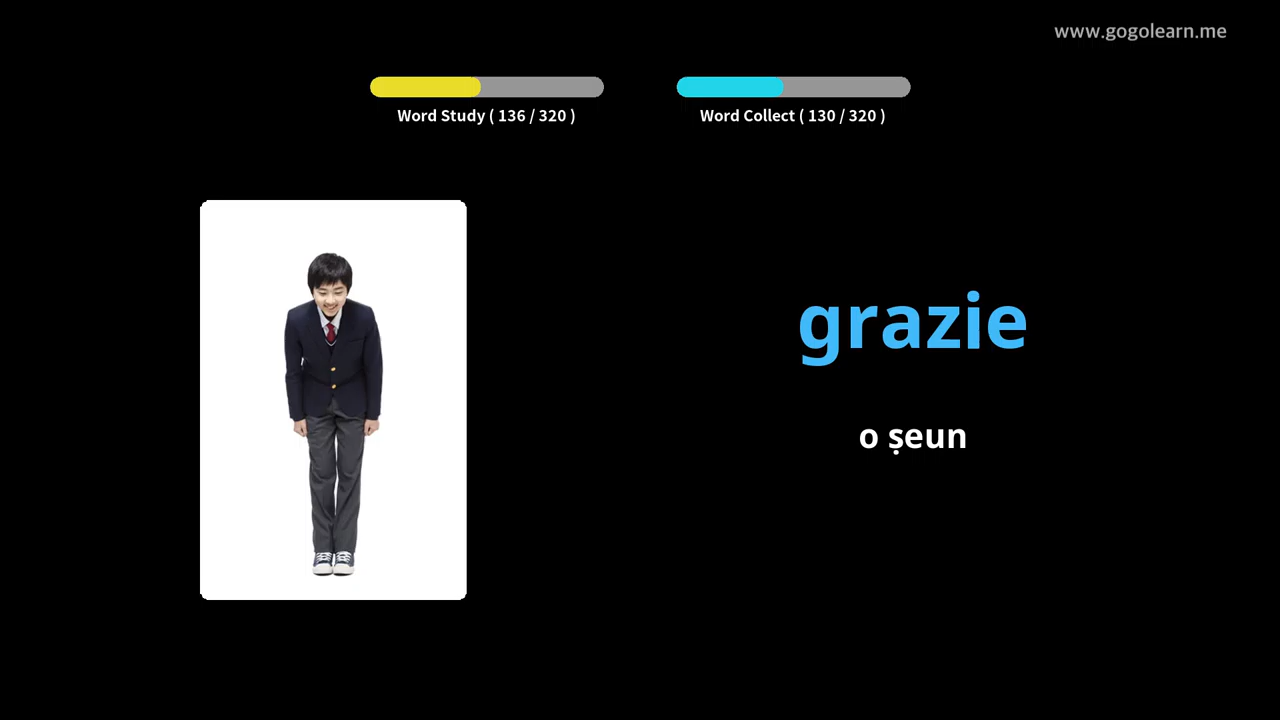 www.gogolearn.me
Word Study ( 136 / 320 )
Word Collect ( 130 / 320 )
grazie
o ṣeun